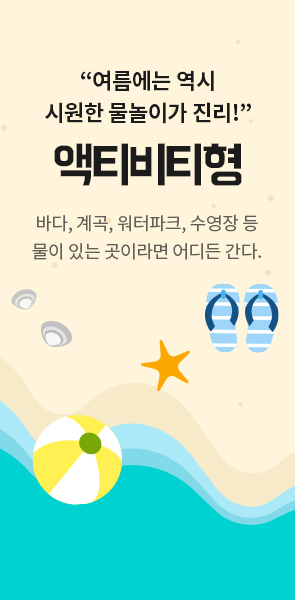 “여름에는 역시
시원한 물놀이가 진리!”
액티비티형
바다, 계곡, 워터파크, 수영장 등
물이 있는 곳이라면 어디든 간다.